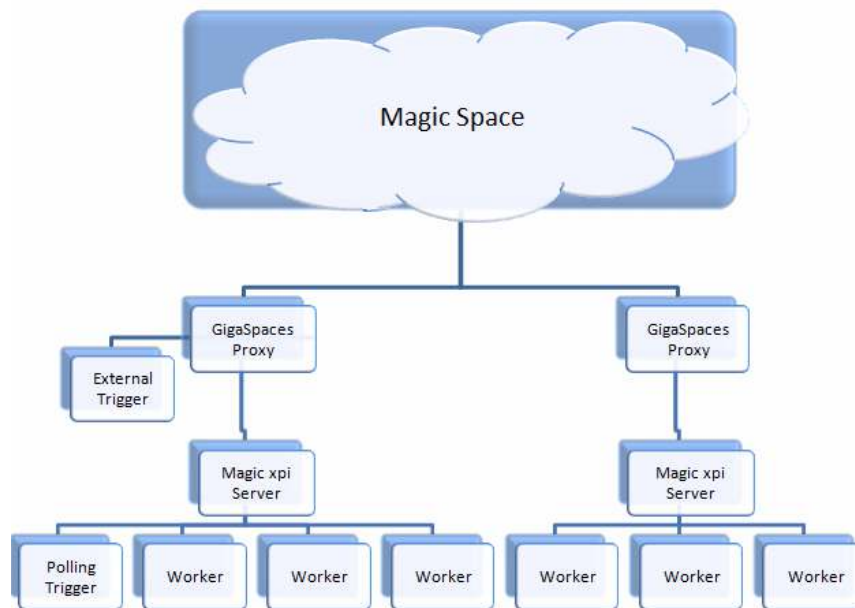 Magic Space
GigaSpaces
Proxy
GigaSpaces
Proxy
External
Trigger
Magic xpi
Server
Magic xpi
Server
Polling
Trigger
Worker
Worker
Worker
Worker
Worker
Worker